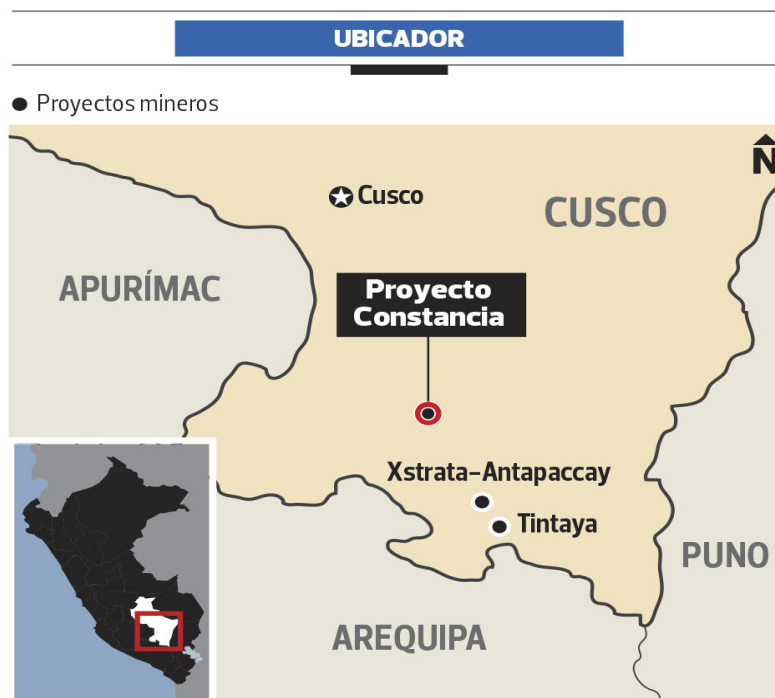 UBICADOR
Proyectos mineros
N
Cusco
CUSCO
APURÍMAC
Proyecto
Constancia
Xstrata-Antapaccay
Tintaya
PUNO
AREQUIPA